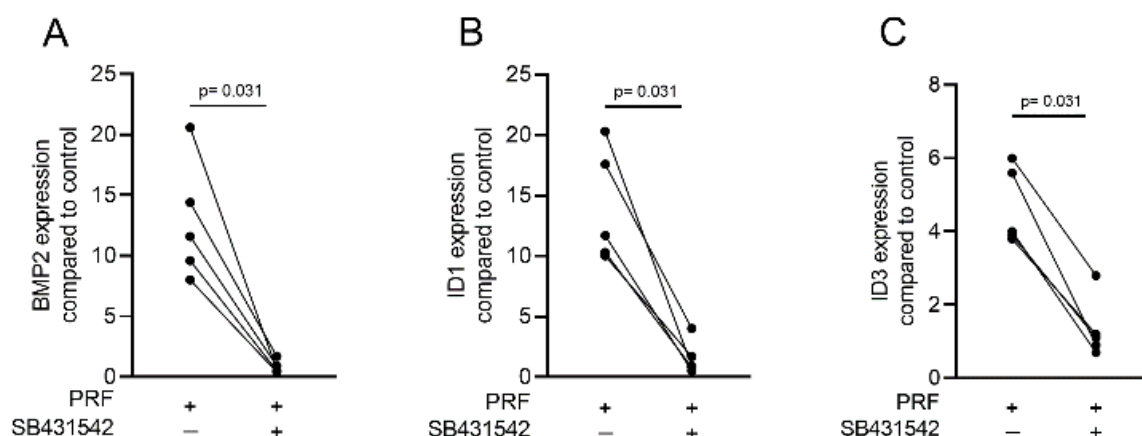 A
BMP2 expression
compared to control
25
20
15
10
5
0
p= 0.031
PRF + +
SB431542 — +
B
ID1 expression
compared to control
25
20
15
10
5
0
p= 0.031
PRF + +
SB431542 — +
C
ID3 expression
compared to control
8
6
4
2
0
p= 0.031
PRF + +
SB431542 — +